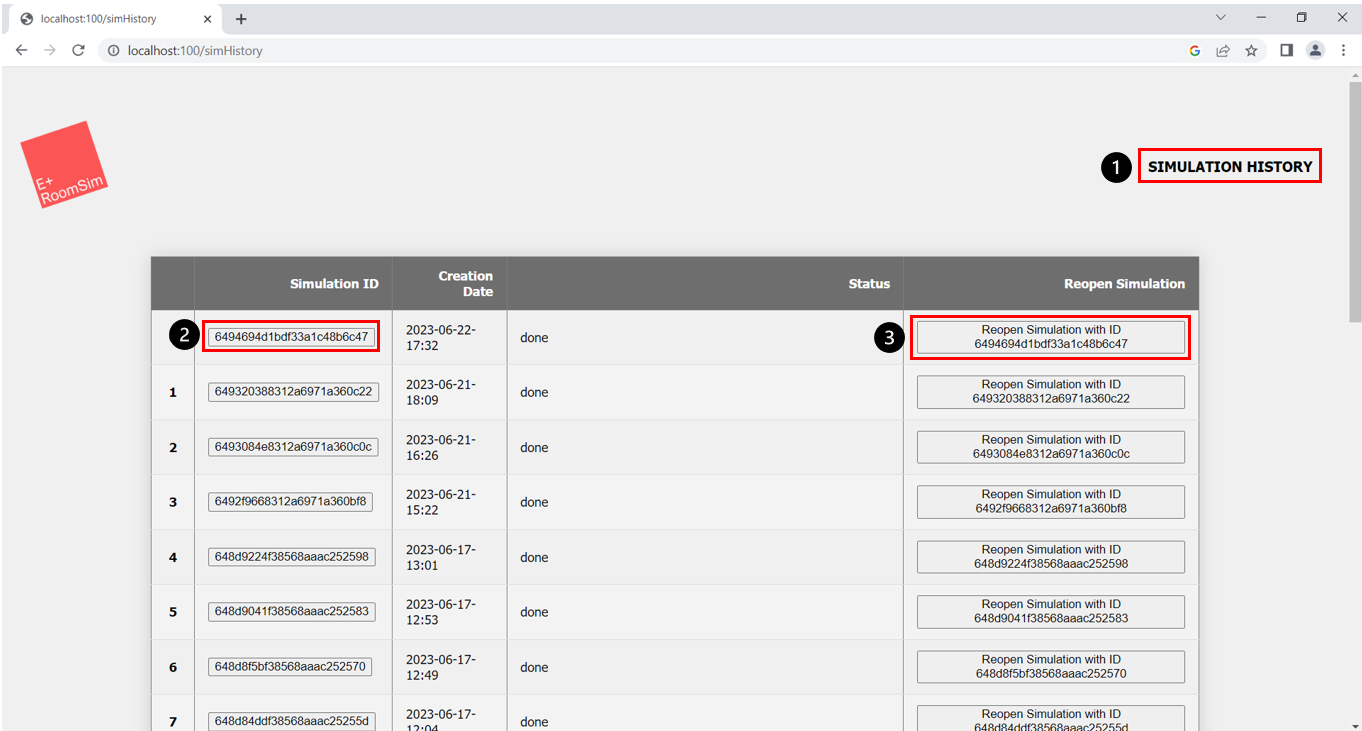 localhost:100/simHistory
localhost:100/simHistory
E+
RoomSim
1 SIMULATION HISTORY
Simulation ID Creation Date Status Reopen Simulation
2 6494694d1bdf33a1c48b6c47 2023-06-22-17:32 done 3 Reopen Simulation with ID 6494694d1bdf33a1c48b6c47
1 649320388312a6971a360c22 2023-06-21-18:09 done Reopen Simulation with ID 649320388312a6971a360c22
2 6493084e8312a6971a360c0c 2023-06-21-16:26 done Reopen Simulation with ID 6493084e8312a6971a360c0c
3 6492f9668312a6971a360bf8 2023-06-21-15:22 done Reopen Simulation with ID 6492f9668312a6971a360bf8
4 648d9224f38568aaac252598 2023-06-17-13:01 done Reopen Simulation with ID 648d9224f38568aaac252598
5 648d9041f38568aaac252583 2023-06-17-12:53 done Reopen Simulation with ID 648d9041f38568aaac252583
6 648d8f5bf38568aaac252570 2023-06-17-12:49 done Reopen Simulation with ID 648d8f5bf38568aaac252570
7 648d84ddf38568aaac25255d 2023-06-17-12:04 done Reopen Simulation with ID 648d84ddf38568aaac25255d